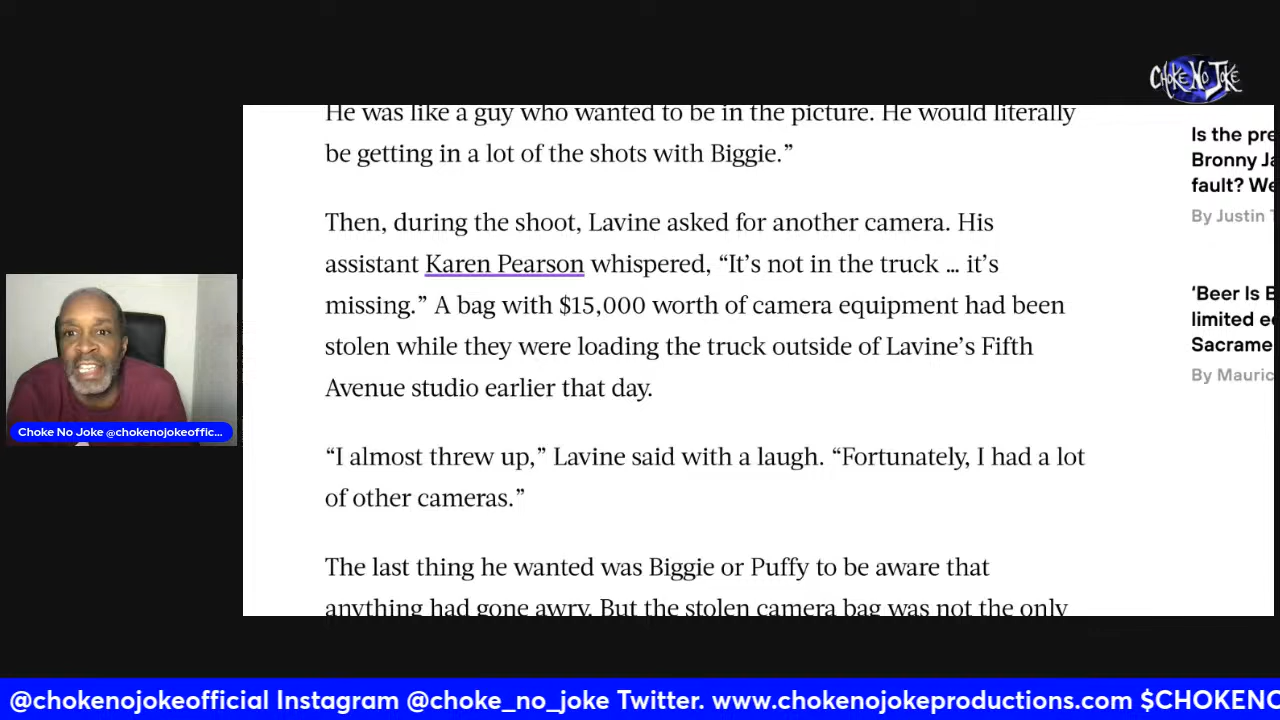 CHOKE NO JOKE
He was like a guy who wanted to be in the picture. He would literally
be getting in a lot of the shots with Biggie.”
Then, during the shoot, Lavine asked for another camera. His
assistant Karen Pearson whispered, “It’s not in the truck ... it’s
missing.” A bag with $15,000 worth of camera equipment had been
stolen while they were loading the truck outside of Lavine’s Fifth
Avenue studio earlier that day.
“I almost threw up,” Lavine said with a laugh. “Fortunately, I had a lot
of other cameras.”
The last thing he wanted was Biggie or Puffy to be aware that
anything had gone awry. But the stolen camera bag was not the only
Is the pre
Bronny Ja
fault? We
By Justin T
‘Beer Is B
limited e
Sacrame
By Mauric
Choke No Joke @chokenojokeoffic...
@chokenojokeofficial Instagram @choke_no_joke Twitter. www.chokenojokeproductions.com $CHOKENO